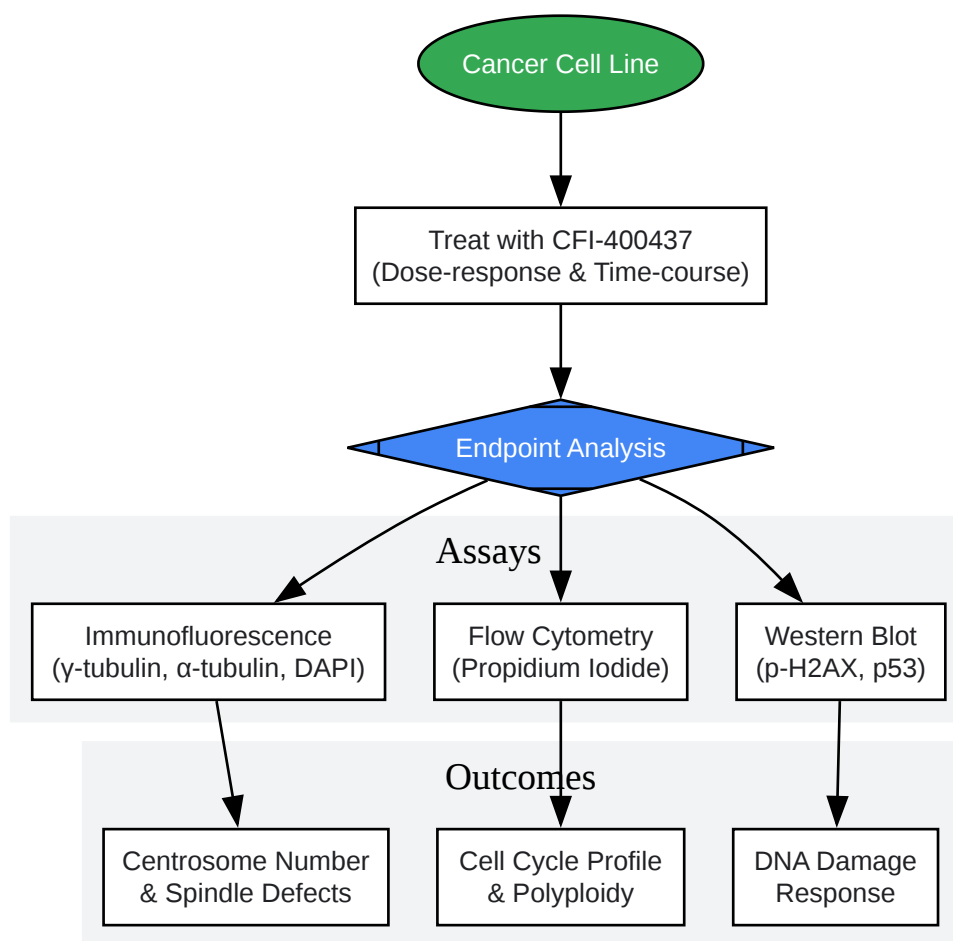 Cancer Cell Line
Treat with CFI-400437
(Dose-response & Time-course)
Endpoint Analysis
Assays
Immunofluorescence
(γ-tubulin, α-tubulin, DAPI)
Flow Cytometry
(Propidium Iodide)
Western Blot
(p-H2AX, p53)
Outcomes
Centrosome Number
& Spindle Defects
Cell Cycle Profile
& Polyploidy
DNA Damage
Response